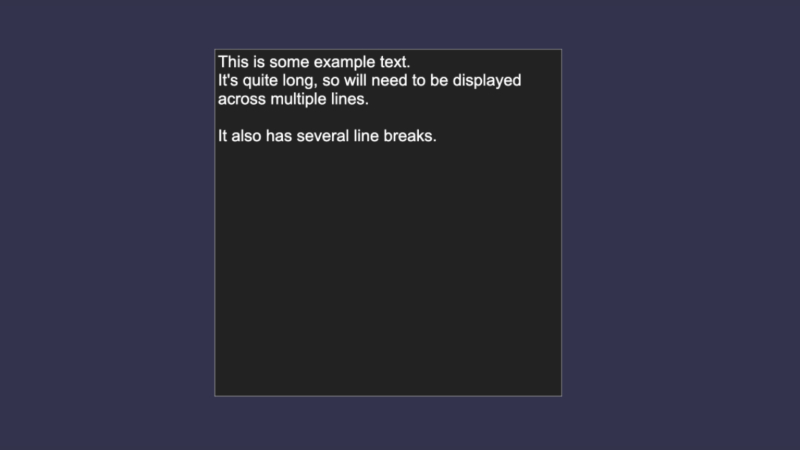 This is some example text.
It's quite long, so will need to be displayed
across multiple lines.

It also has several line breaks.